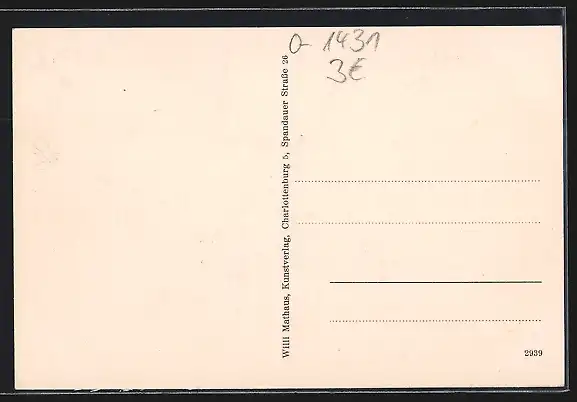 O-1431
3€
Willi Mathaus, Kunstverlag, Charlottenburg 5, Spandauer Straße 26
2939